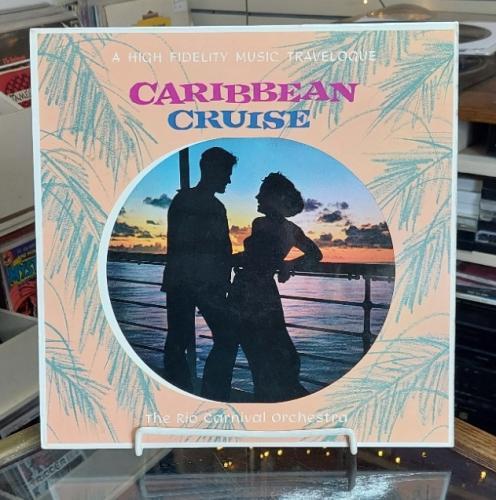 A HIGH FIDELITY MUSIC TRAVELOGUE
CARIBBEAN
CRUISE
The Rio Carnival Orchestra